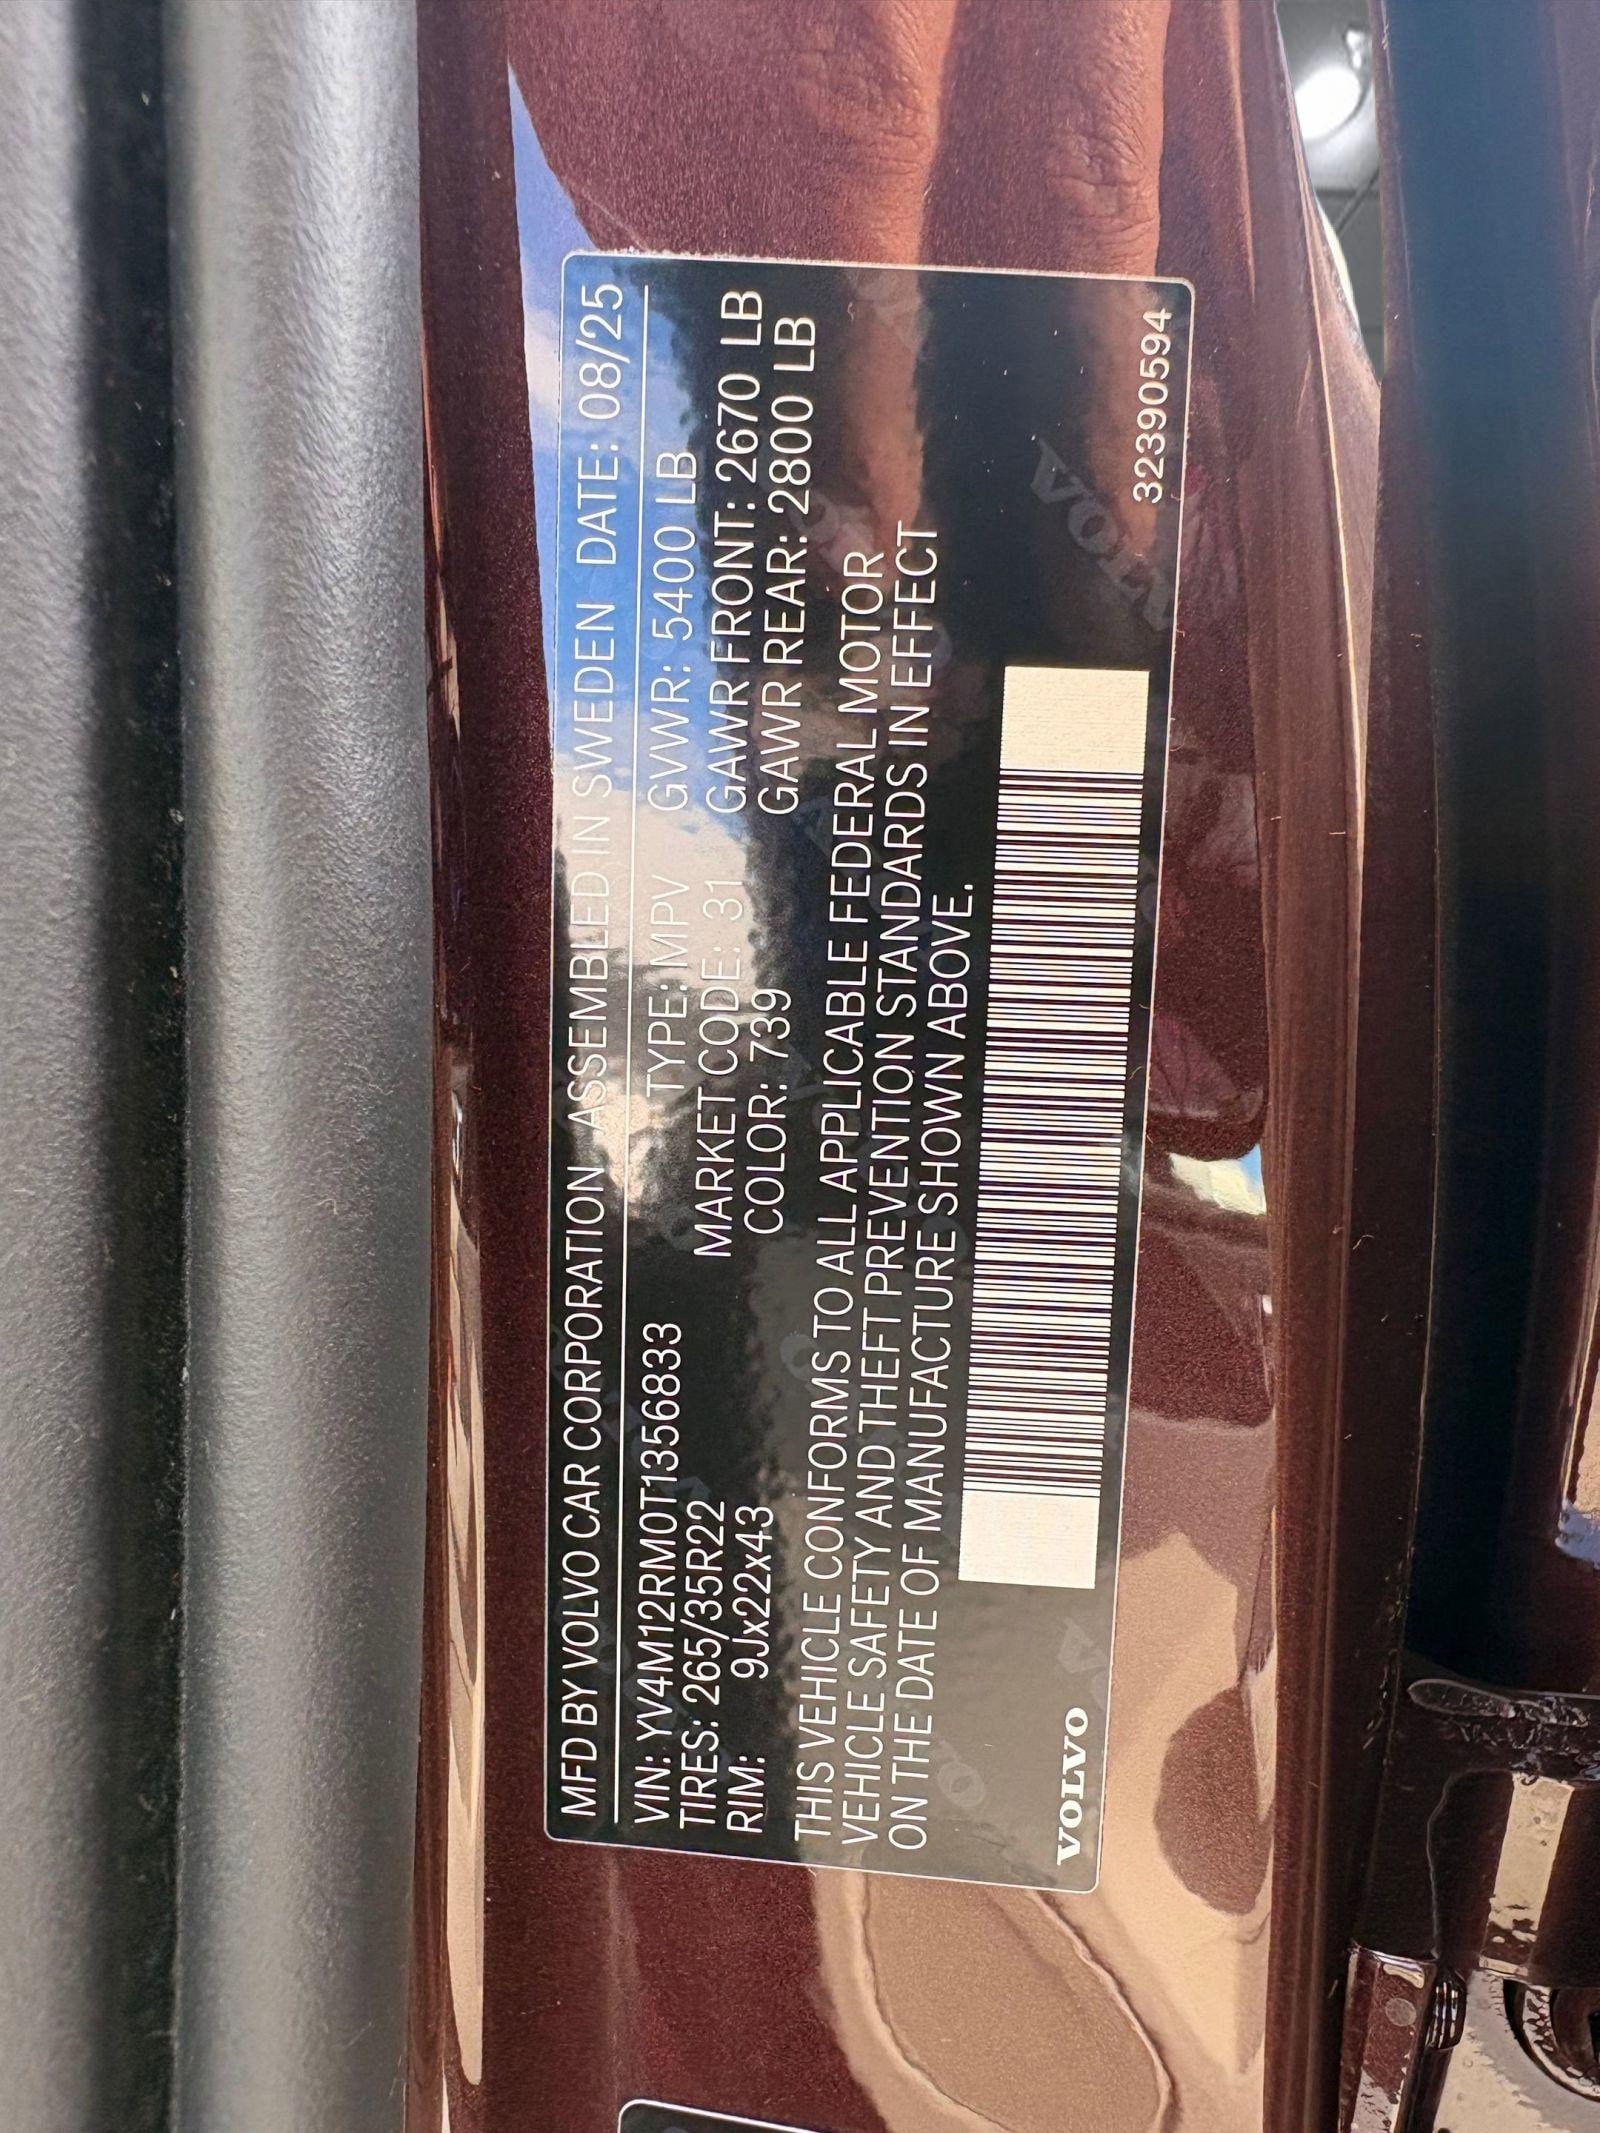 MFD BY VOLVO CAR CORPORATION ASSEMBLED IN SWEDEN DATE: 08/25
VIN: YV4M12RM0T1356833 TYPE: MPV GVWR: 5400 LB
TIRES: 265/35R22 MARKET CODE: 31 GAWR FRONT: 2670 LB
RIM: 9Jx22x43 COLOR: 739 GAWR REAR: 2800 LB
THIS VEHICLE CONFORMS TO ALL APPLICABLE FEDERAL MOTOR
VEHICLE SAFETY AND THEFT PREVENTION STANDARDS IN EFFECT
ON THE DATE OF MANUFACTURE SHOWN ABOVE.
VOLVO 32390594